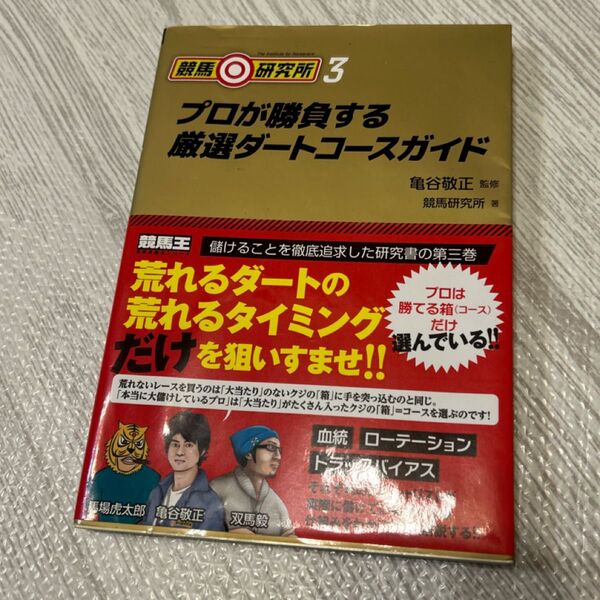 The Institute for Horserace
競馬 研究所 3
プロが勝負する
厳選ダートコースガイド
亀谷敬正 監修
競馬研究所 著
競馬王
儲けることを徹底追求した研究書の第三巻
荒れるダートの
荒れるタイミング
だけを狙いすませ!!
プロは
勝てる箱(コース)
だけ
選んでいる!!
荒れないレースを買うのは「大当たり」のないクジの「箱」に手を突っ込むのと同じ。
「本当に大儲けしているプロ」は「大当たり」がたくさん入ったクジの「箱」=コースを選ぶのです!
血統 ローテーション
トラックバイアス
馬場虎太郎 亀谷敬正 双馬毅